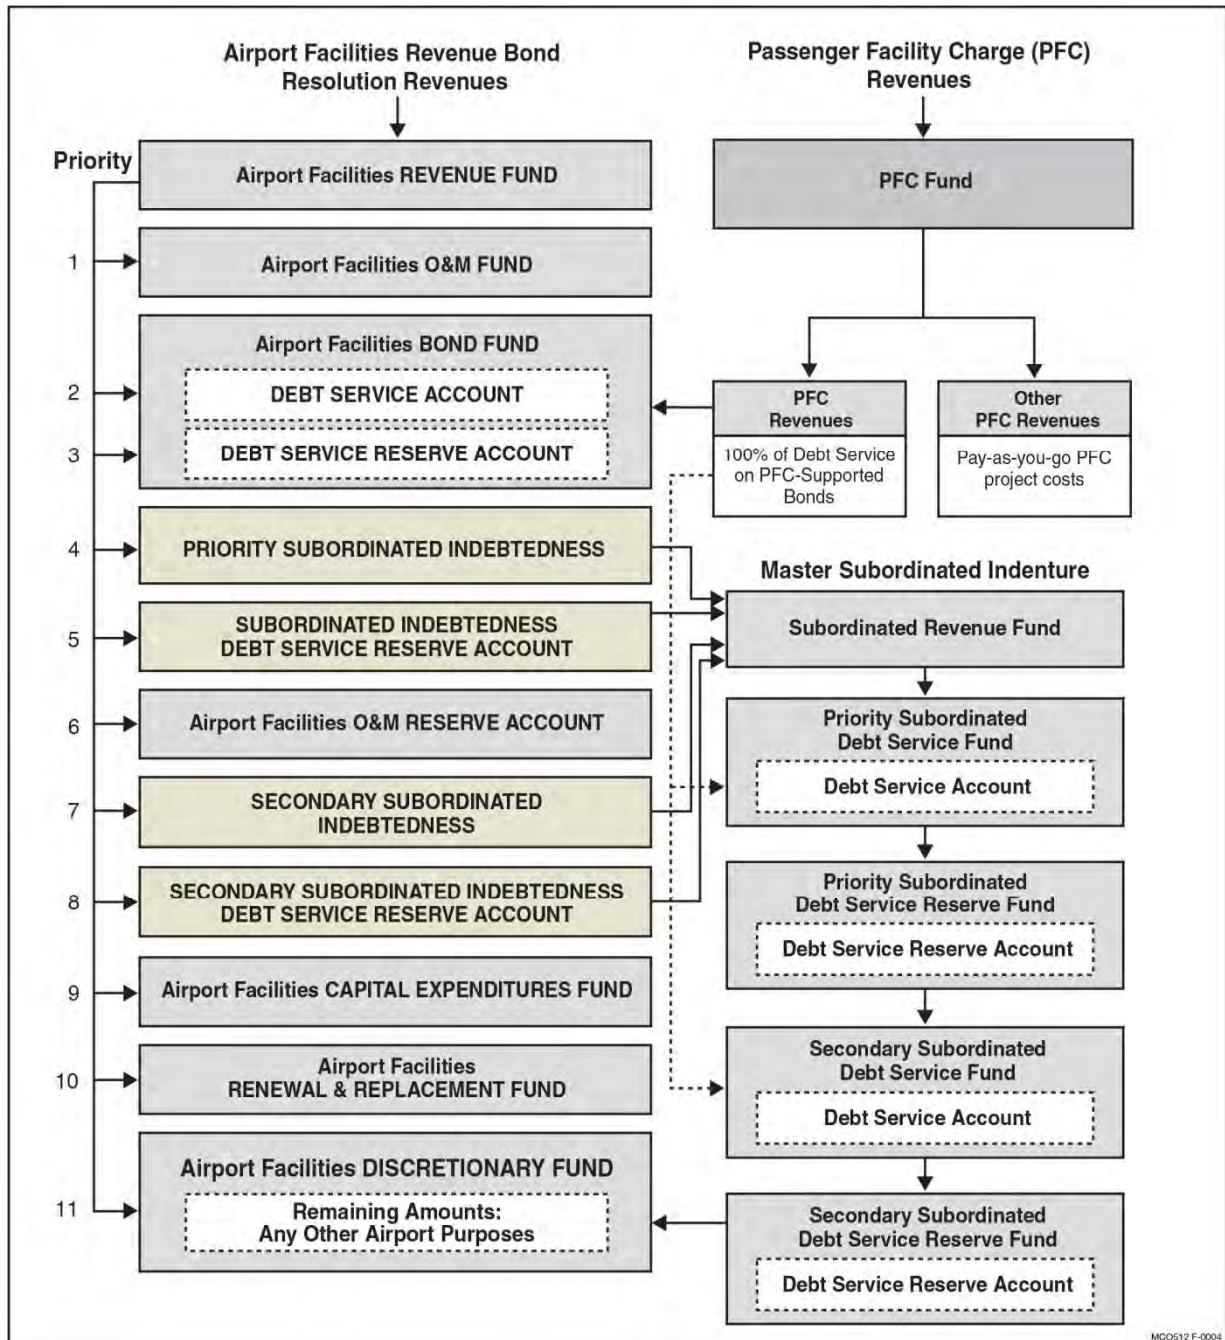 Airport Facilities Revenue Bond
Resolution Revenues
Priority
Airport Facilities REVENUE FUND
1
Airport Facilities O&M FUND
Airport Facilities BOND FUND
2
DEBT SERVICE ACCOUNT
3
DEBT SERVICE RESERVE ACCOUNT
4
PRIORITY SUBORDINATED INDEBTEDNESS
5
SUBORDINATED INDEBTEDNESS
DEBT SERVICE RESERVE ACCOUNT
6
Airport Facilities O&M RESERVE ACCOUNT
7
SECONDARY SUBORDINATED
INDEBTEDNESS
8
SECONDARY SUBORDINATED INDEBTEDNESS
DEBT SERVICE RESERVE ACCOUNT
9
Airport Facilities CAPITAL EXPENDITURES FUND
10
Airport Facilities
RENEWAL & REPLACEMENT FUND
Airport Facilities DISCRETIONARY FUND
11
Remaining Amounts:
Any Other Airport Purposes
Passenger Facility Charge (PFC)
Revenues
PFC Fund
PFC
Revenues
100% of Debt Service
on PFC-Supported
Bonds
Other
PFC Revenues
Pay-as-you-go PFC
project costs
Master Subordinated Indenture
Subordinated Revenue Fund
Priority Subordinated
Debt Service Fund
Debt Service Account
Priority Subordinated
Debt Service Reserve Fund
Debt Service Reserve Account
Secondary Subordinated
Debt Service Fund
Debt Service Account
Secondary Subordinated
Debt Service Reserve Fund
Debt Service Reserve Account
MCO512 F-0004